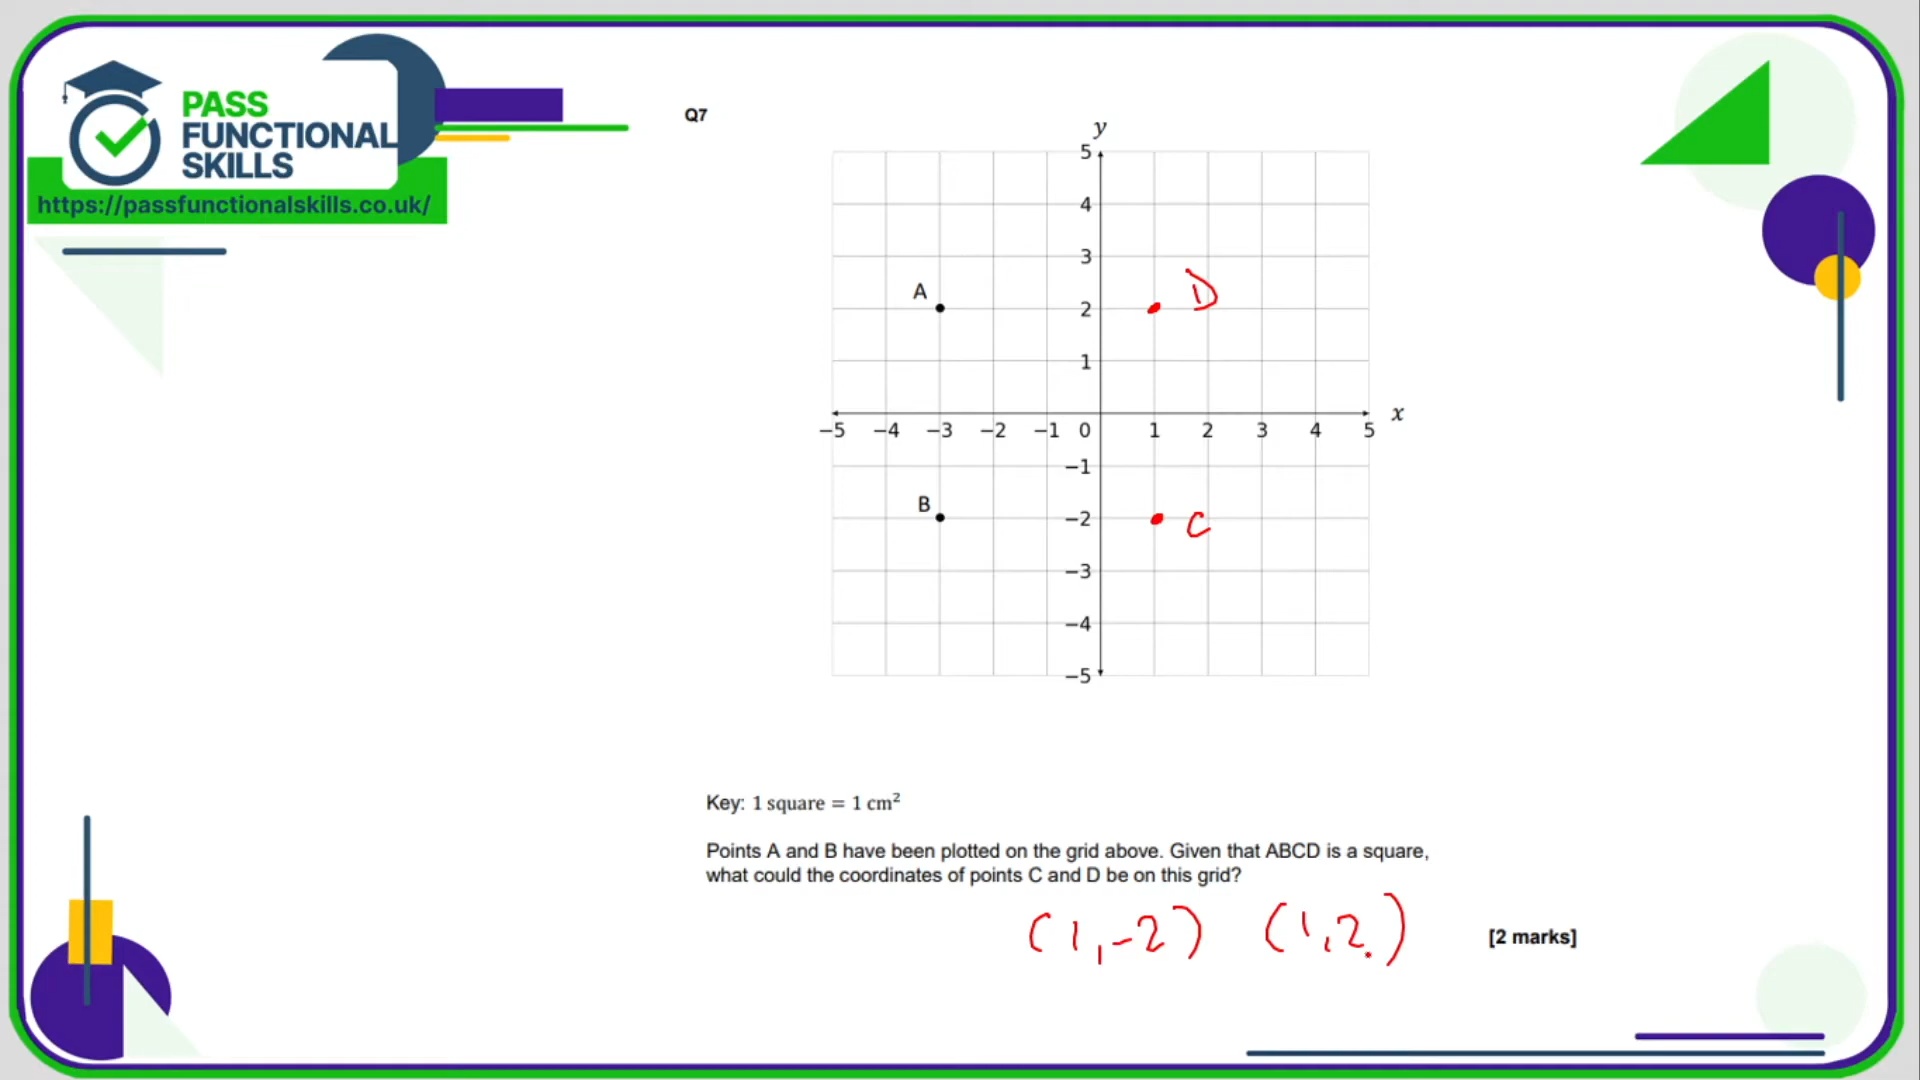 PASS
FUNCTIONAL
SKILLS
https://passfunctionalskills.co.uk/
Q7
y
5
4
3
A
D
2
1
x
−5 −4 −3 −2 −1 0 1 2 3 4 5
−1
B
−2
C
−3
−4
−5
Key: 1 square = 1 cm²
Points A and B have been plotted on the grid above. Given that ABCD is a square,
what could the coordinates of points C and D be on this grid?
(1,-2) (1,2)
[2 marks]